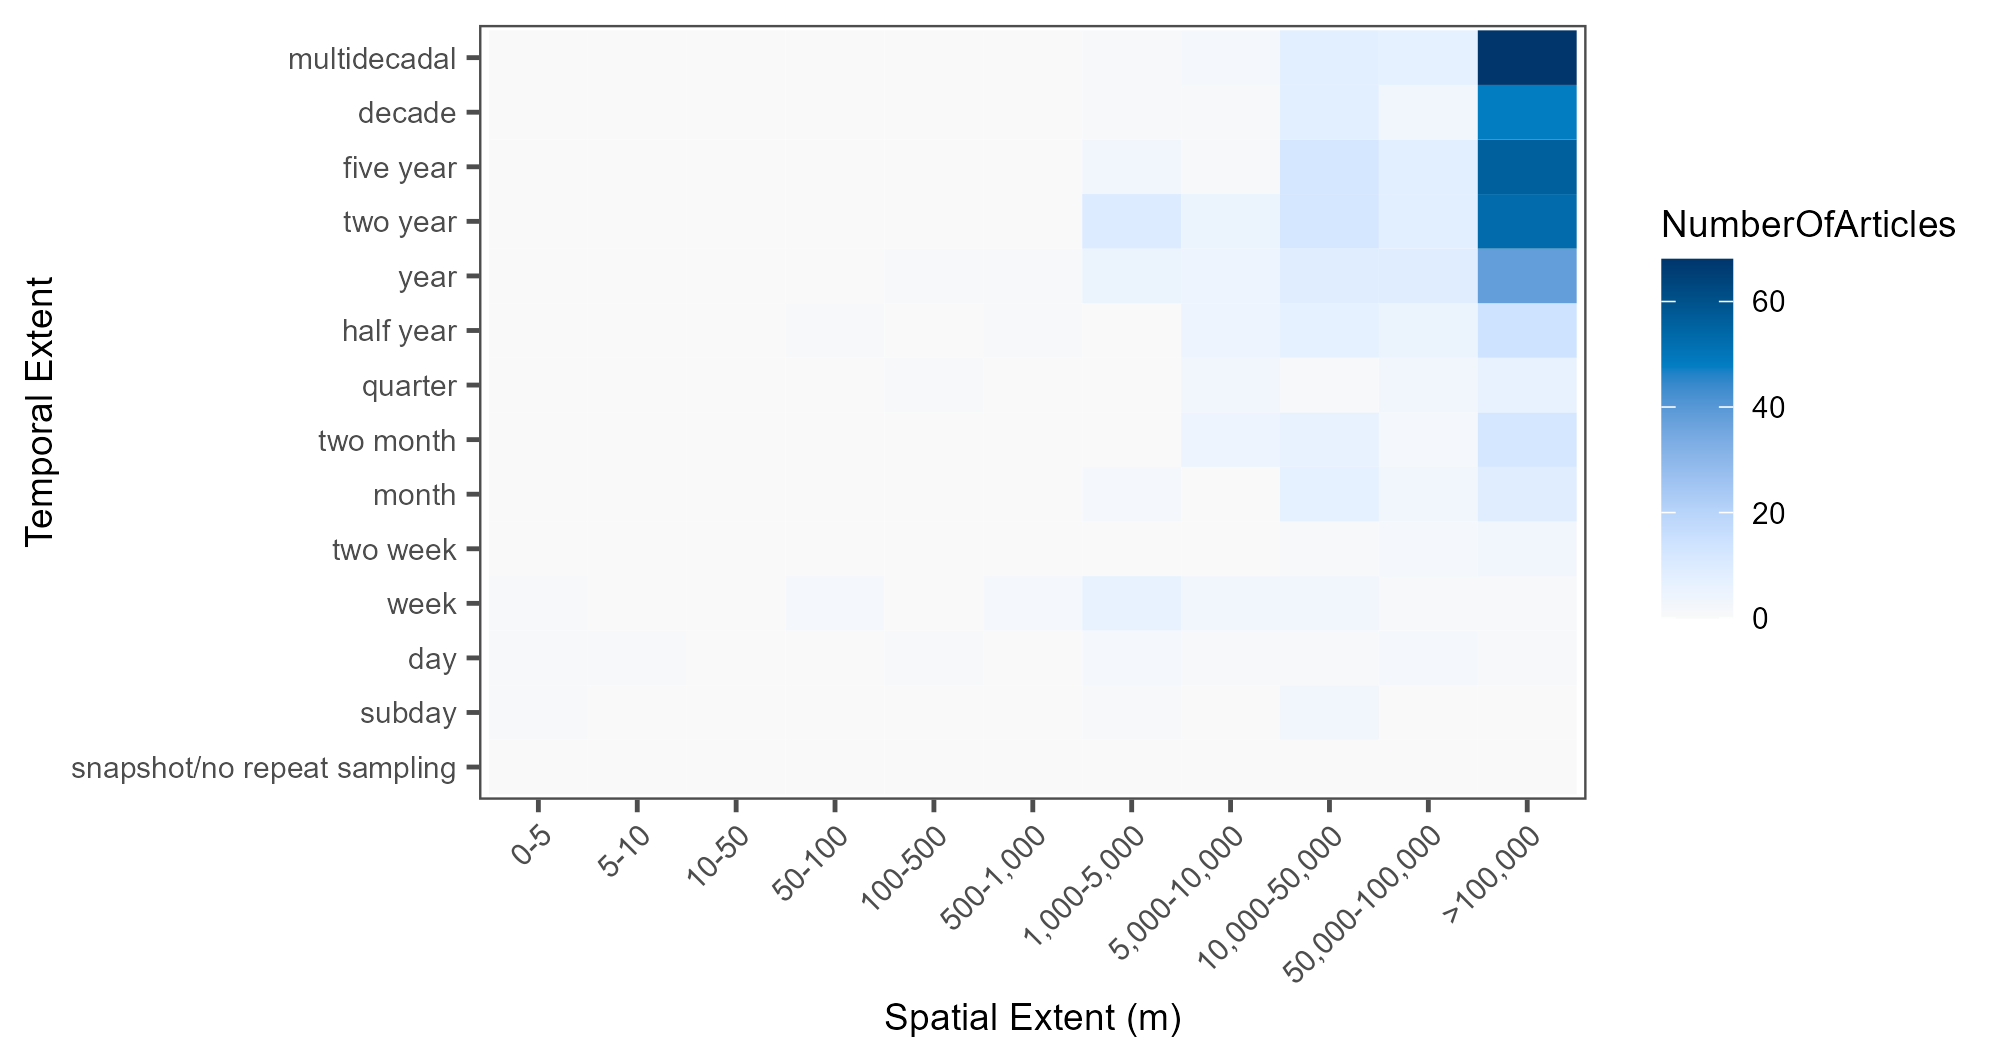 multidecadal
decade
five year
two year
year
half year
quarter
two month
month
two week
week
day
subday
snapshot/no repeat sampling
Temporal Extent
0-5
5-10
10-50
50-100
100-500
500-1,000
1,000-5,000
5,000-10,000
10,000-50,000
50,000-100,000
>100,000
Spatial Extent (m)
NumberOfArticles
60
40
20
0